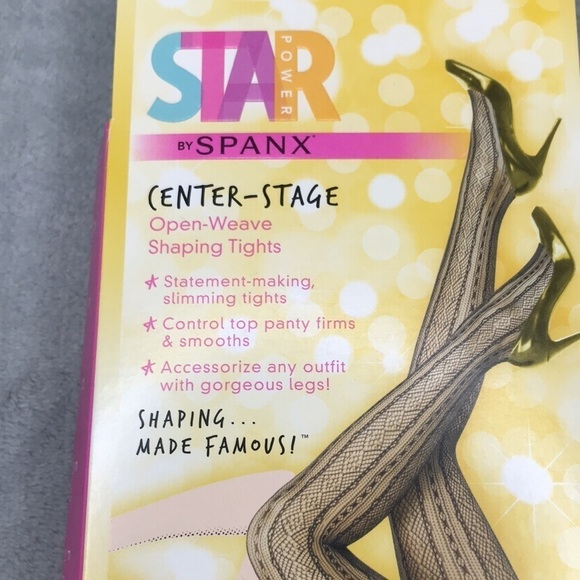 STAR
POWER
BY SPANX®
CENTER-STAGE
Open-Weave
Shaping Tights
* Statement-making,
slimming tights
* Control top panty firms
& smooths
* Accessorize any outfit
with gorgeous legs!
SHAPING...
MADE FAMOUS!™